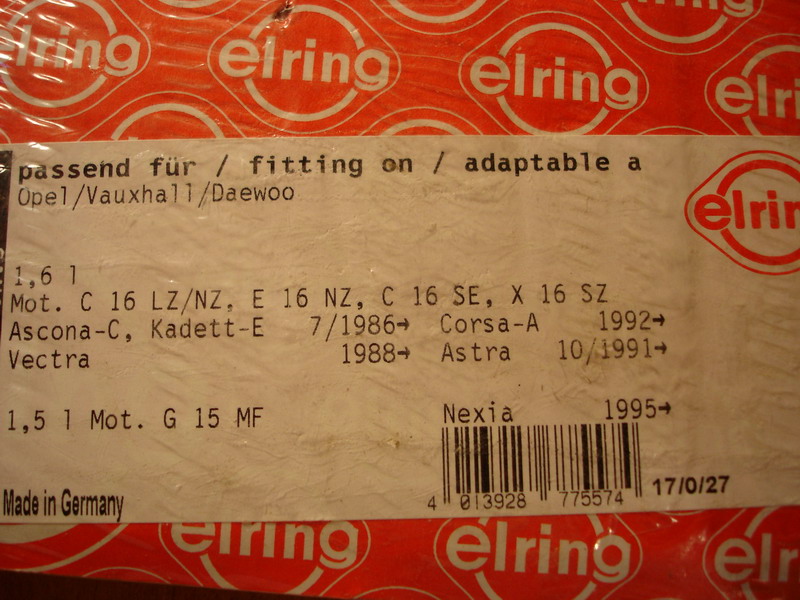 elring elring elring elring
passend für / fitting on / adaptable a
Opel/Vauxhall/Daewoo
elring
1,6 l
Mot. C 16 LZ/NZ, E 16 NZ, C 16 SE, X 16 SZ
Ascona-C, Kadett-E 7/1986→ Corsa-A 1992→
Vectra 1988→ Astra 10/1991→
1,5 l Mot. G 15 MF Nexia 1995→
4 013928 775574 17/0/27
Made in Germany
elring elring elring